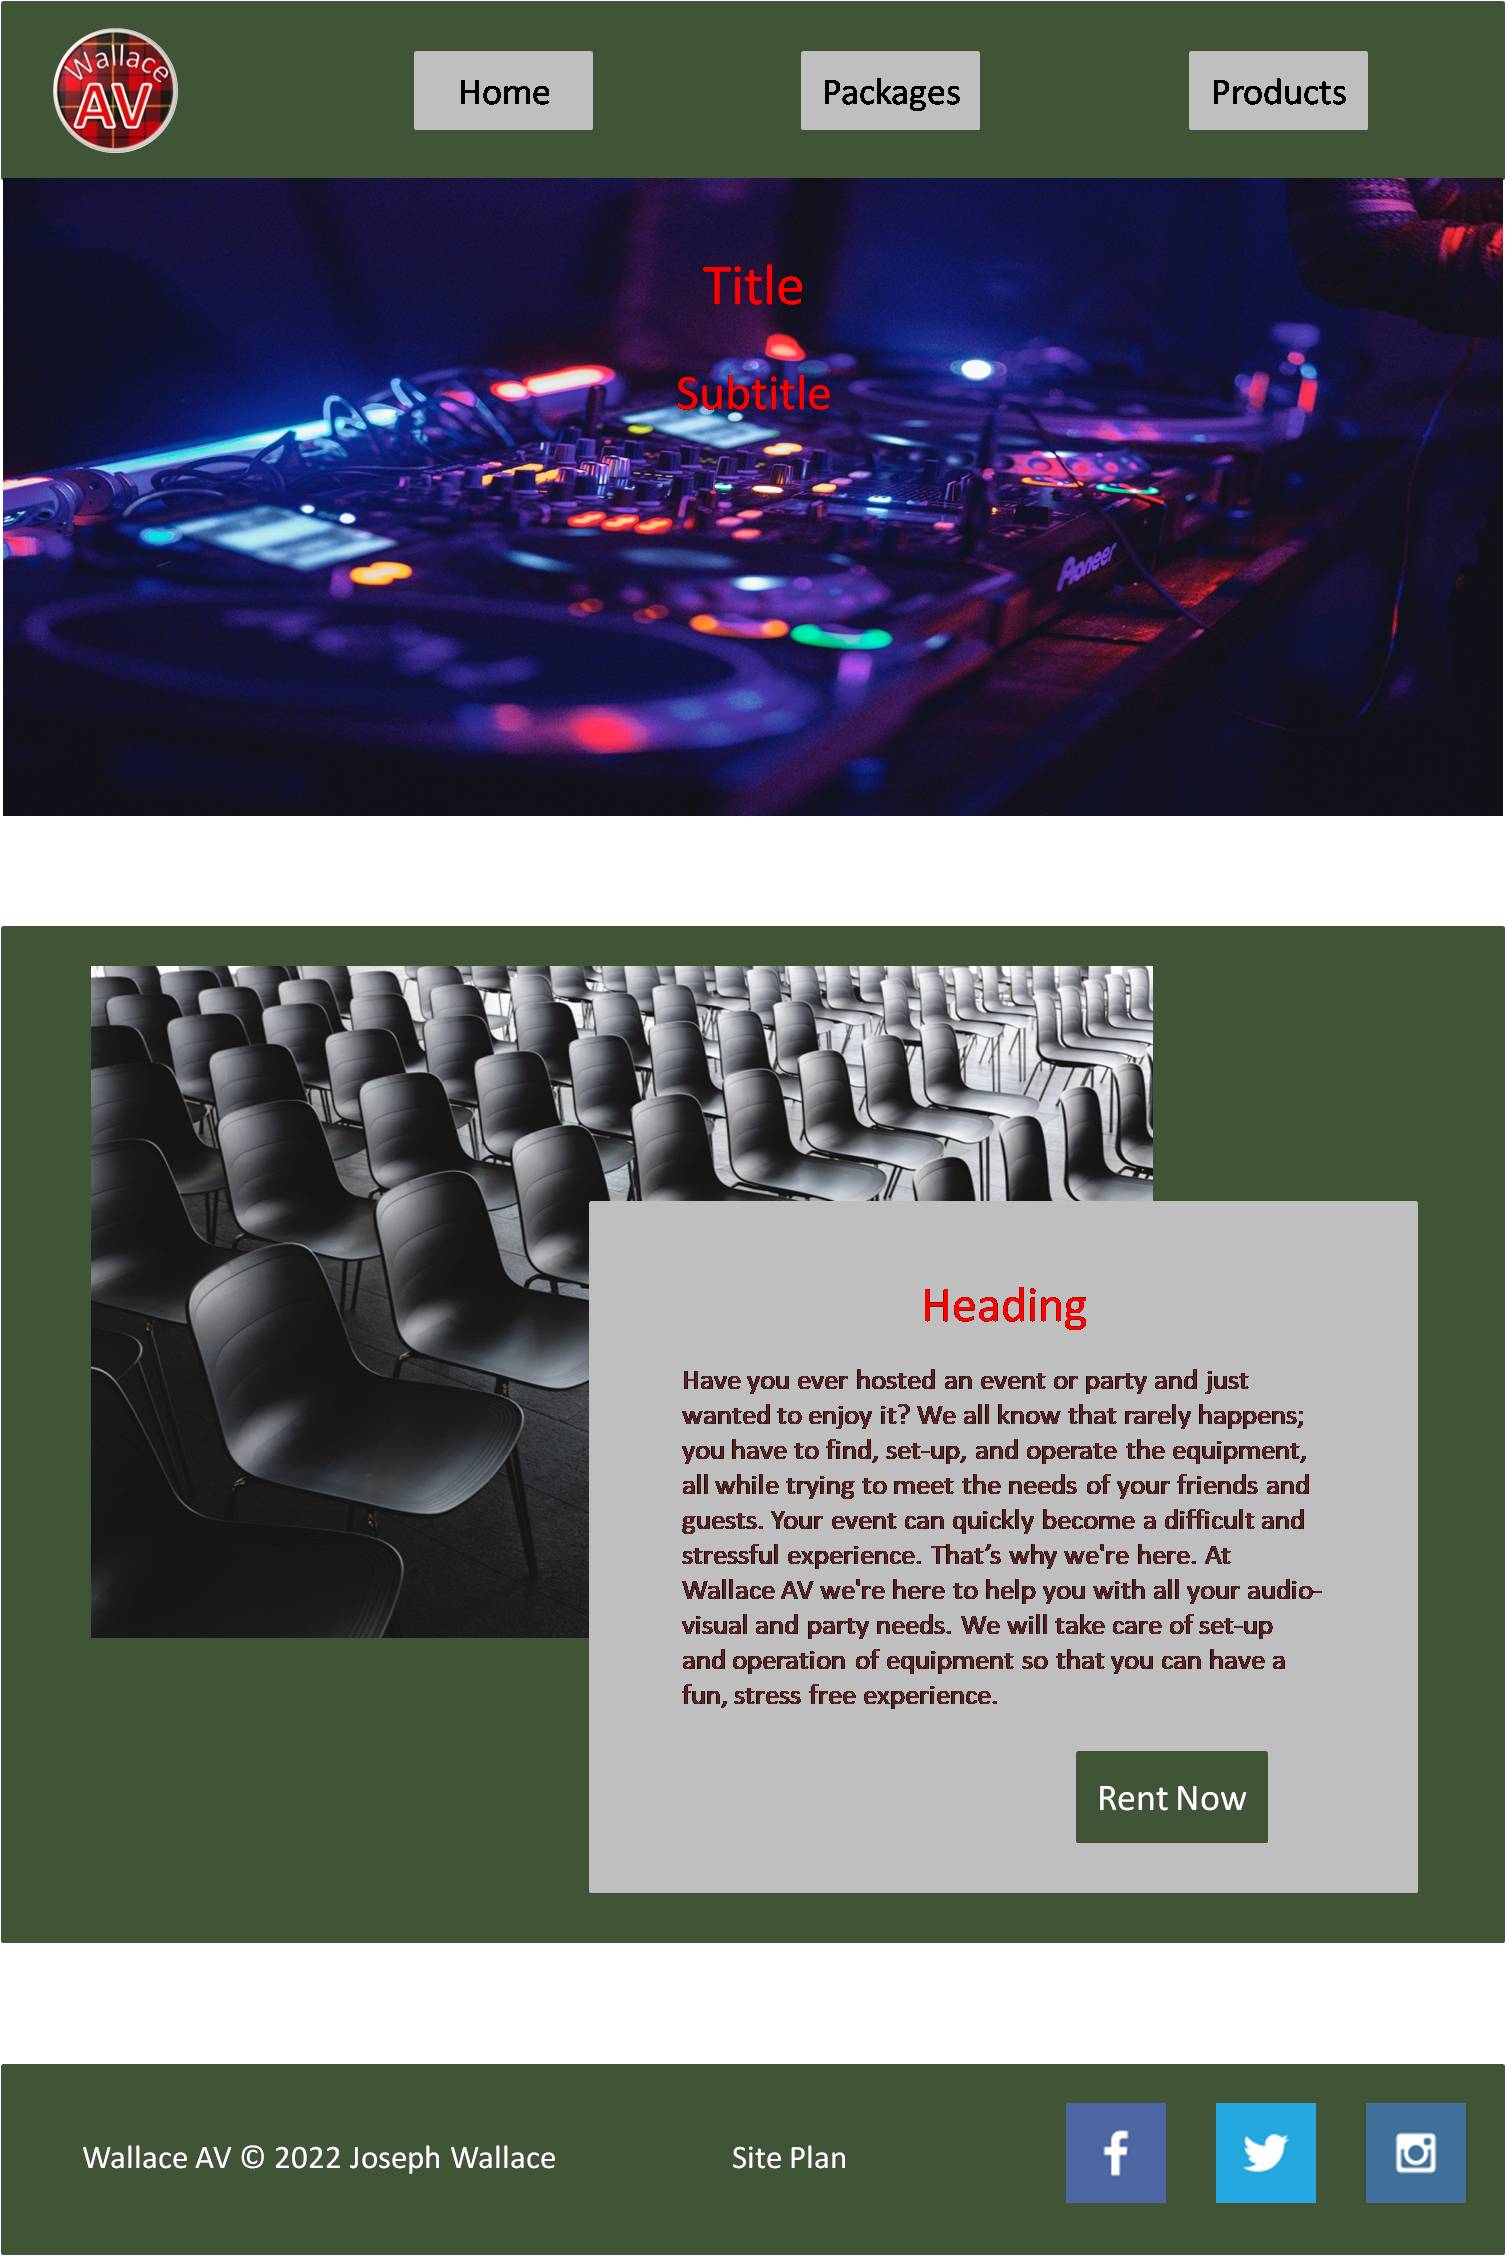 Wallace
AV
Home
Packages
Products
Title
Subtitle
Pioneer
Heading
Have you ever hosted an event or party and just
wanted to enjoy it? We all know that rarely happens;
you have to find, set-up, and operate the equipment,
all while trying to meet the needs of your friends and
guests. Your event can quickly become a difficult and
stressful experience. That’s why we're here. At
Wallace AV we're here to help you with all your audio-
visual and party needs. We will take care of set-up
and operation of equipment so that you can have a
fun, stress free experience.
Rent Now
Wallace AV © 2022 Joseph Wallace
Site Plan